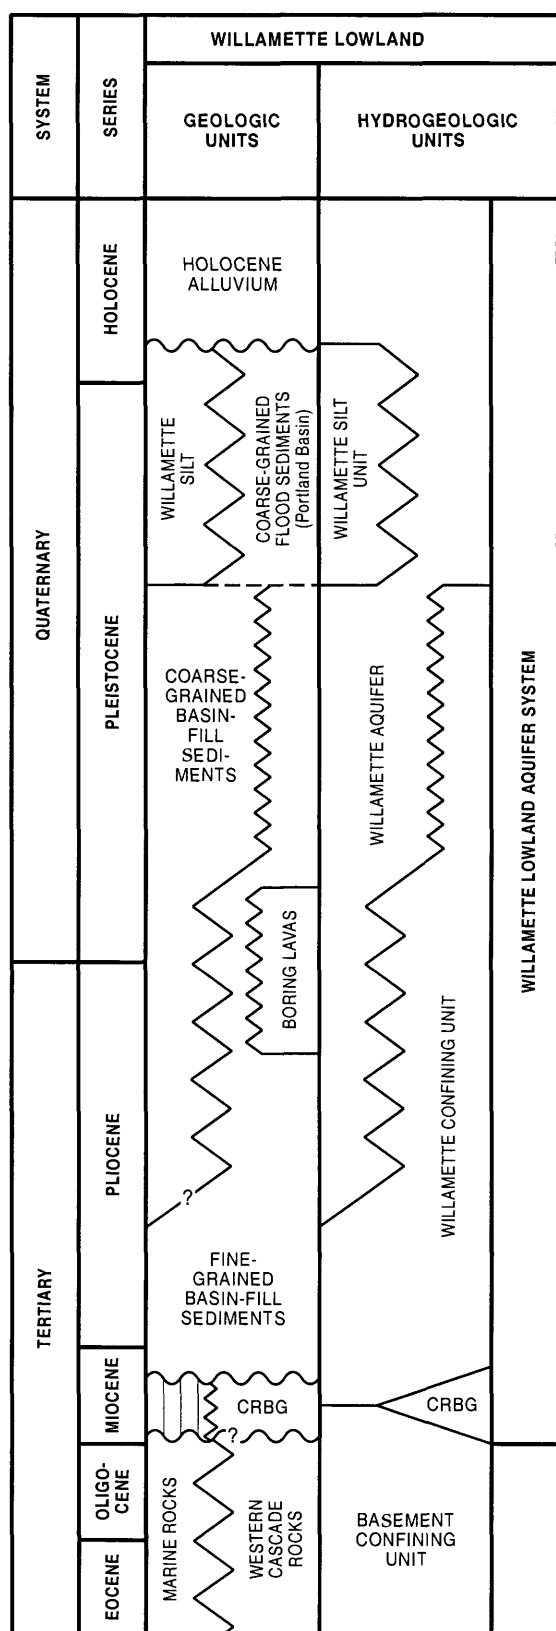 WILLAMETTE LOWLAND
SYSTEM
SERIES
GEOLOGIC
UNITS
HYDROGEOLOGIC
UNITS
QUATERNARY
TERTIARY
HOLOCENE
PLEISTOCENE
PLIOCENE
MIOCENE
OLIGO-
CENE
EOCENE
HOLOCENE
ALLUVIUM
WILLAMETTE
SILT
COARSE-GRAINED
FLOOD SEDIMENTS
(Portland Basin)
COARSE-
GRAINED
BASIN-
FILL
SEDI-
MENTS
BORING LAVAS
?
FINE-
GRAINED
BASIN-FILL
SEDIMENTS
CRBG
?
MARINE ROCKS
WESTERN
CASCADE
ROCKS
WILLAMETTE SILT
UNIT
WILLAMETTE AQUIFER
WILLAMETTE CONFINING UNIT
CRBG
BASEMENT
CONFINING
UNIT
WILLAMETTE LOWLAND AQUIFER SYSTEM